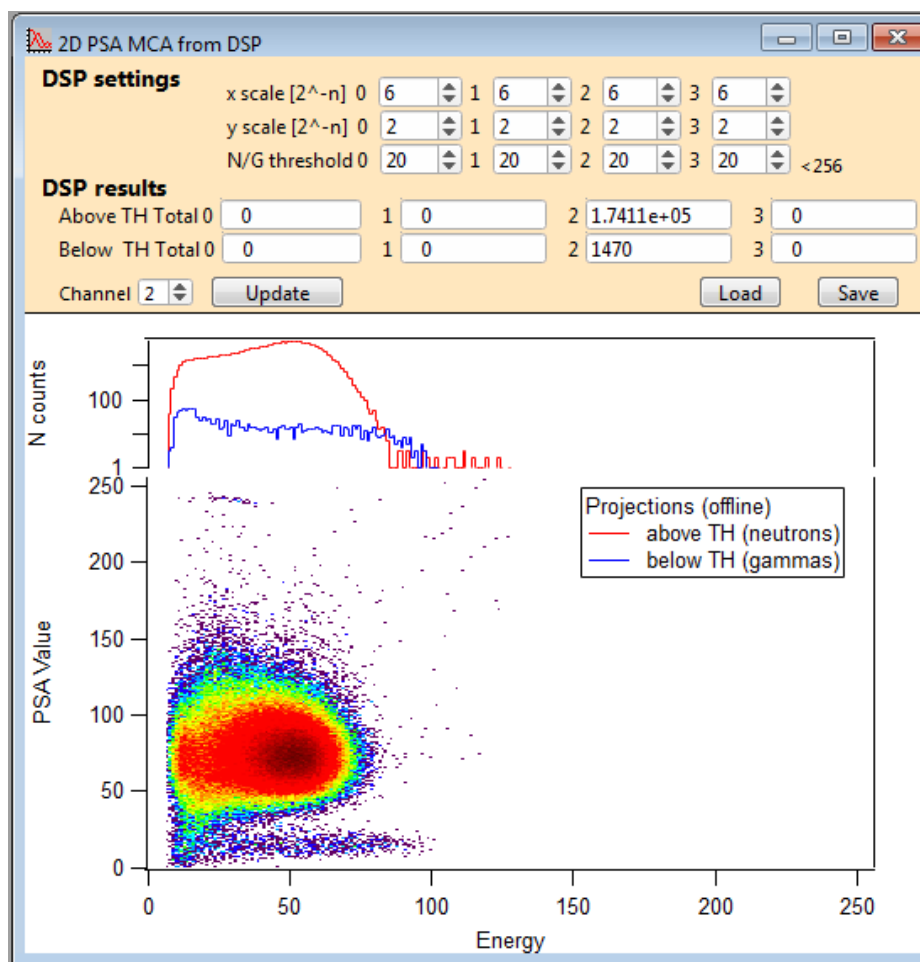 2D PSA MCA from DSP
DSP settings
x scale [2^-n] 0 6 1 6 2 6 3 6
y scale [2^-n] 0 2 1 2 2 2 3 2
N/G threshold 0 20 1 20 2 20 3 20 <256
DSP results
Above TH Total 0 0 1 0 2 1.7411e+05 3 0
Below TH Total 0 0 1 0 2 1470 3 0
Channel 2 Update Load Save
N counts
100
1
Projections (offline)
above TH (neutrons)
below TH (gammas)
PSA Value
250
200
150
100
50
0
0 50 100 150 200 250
Energy